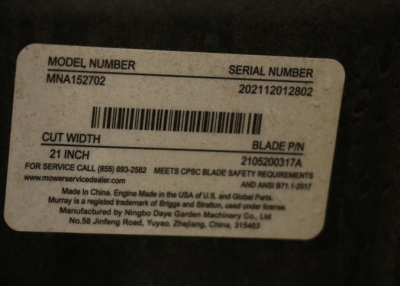 MODEL NUMBER SERIAL NUMBER
MNA152702 202112012802
CUT WIDTH BLADE P/N
21 INCH 2105200317A
FOR SERVICE CALL (855) 693-2582 MEETS CPSC BLADE SAFETY REQUIREMENTS
www.mowerservicedealer.com AND ANSI B71.1-2017
Made In China. Engine Made in the USA of U.S. and Global Parts.
Murray is a registered trademark of Briggs and Stratton, used under license.
Manufactured by Ningbo Daye Garden Machinery Co., Ltd
No.58 Jinfeng Road, Yuyao, Zhejiang, China, 315403